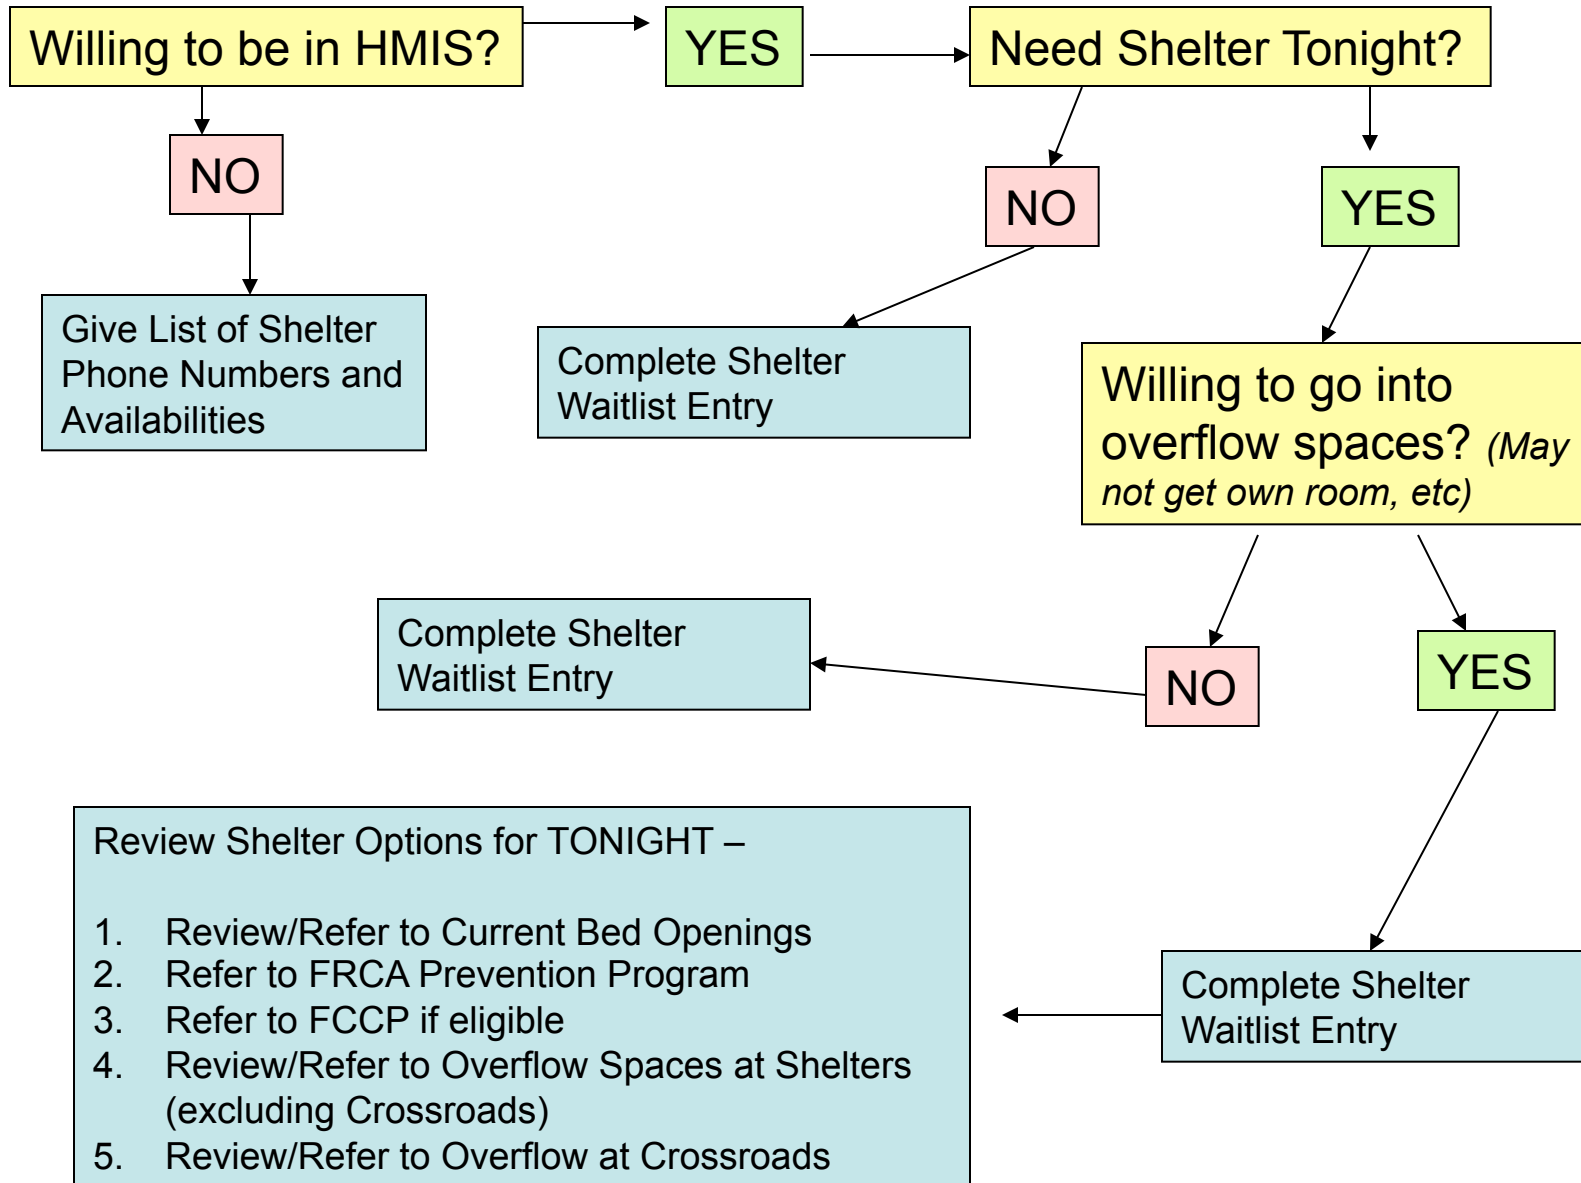 Willing to be in HMIS?
YES
Need Shelter Tonight?
NO
NO
YES
Give List of Shelter
Phone Numbers and
Availabilities
Complete Shelter
Waitlist Entry
Willing to go into
overflow spaces? (May
not get own room, etc)
Complete Shelter
Waitlist Entry
NO
YES
Review Shelter Options for TONIGHT –
1. Review/Refer to Current Bed Openings
2. Refer to FRCA Prevention Program
3. Refer to FCCP if eligible
4. Review/Refer to Overflow Spaces at Shelters
(excluding Crossroads)
5. Review/Refer to Overflow at Crossroads
Complete Shelter
Waitlist Entry